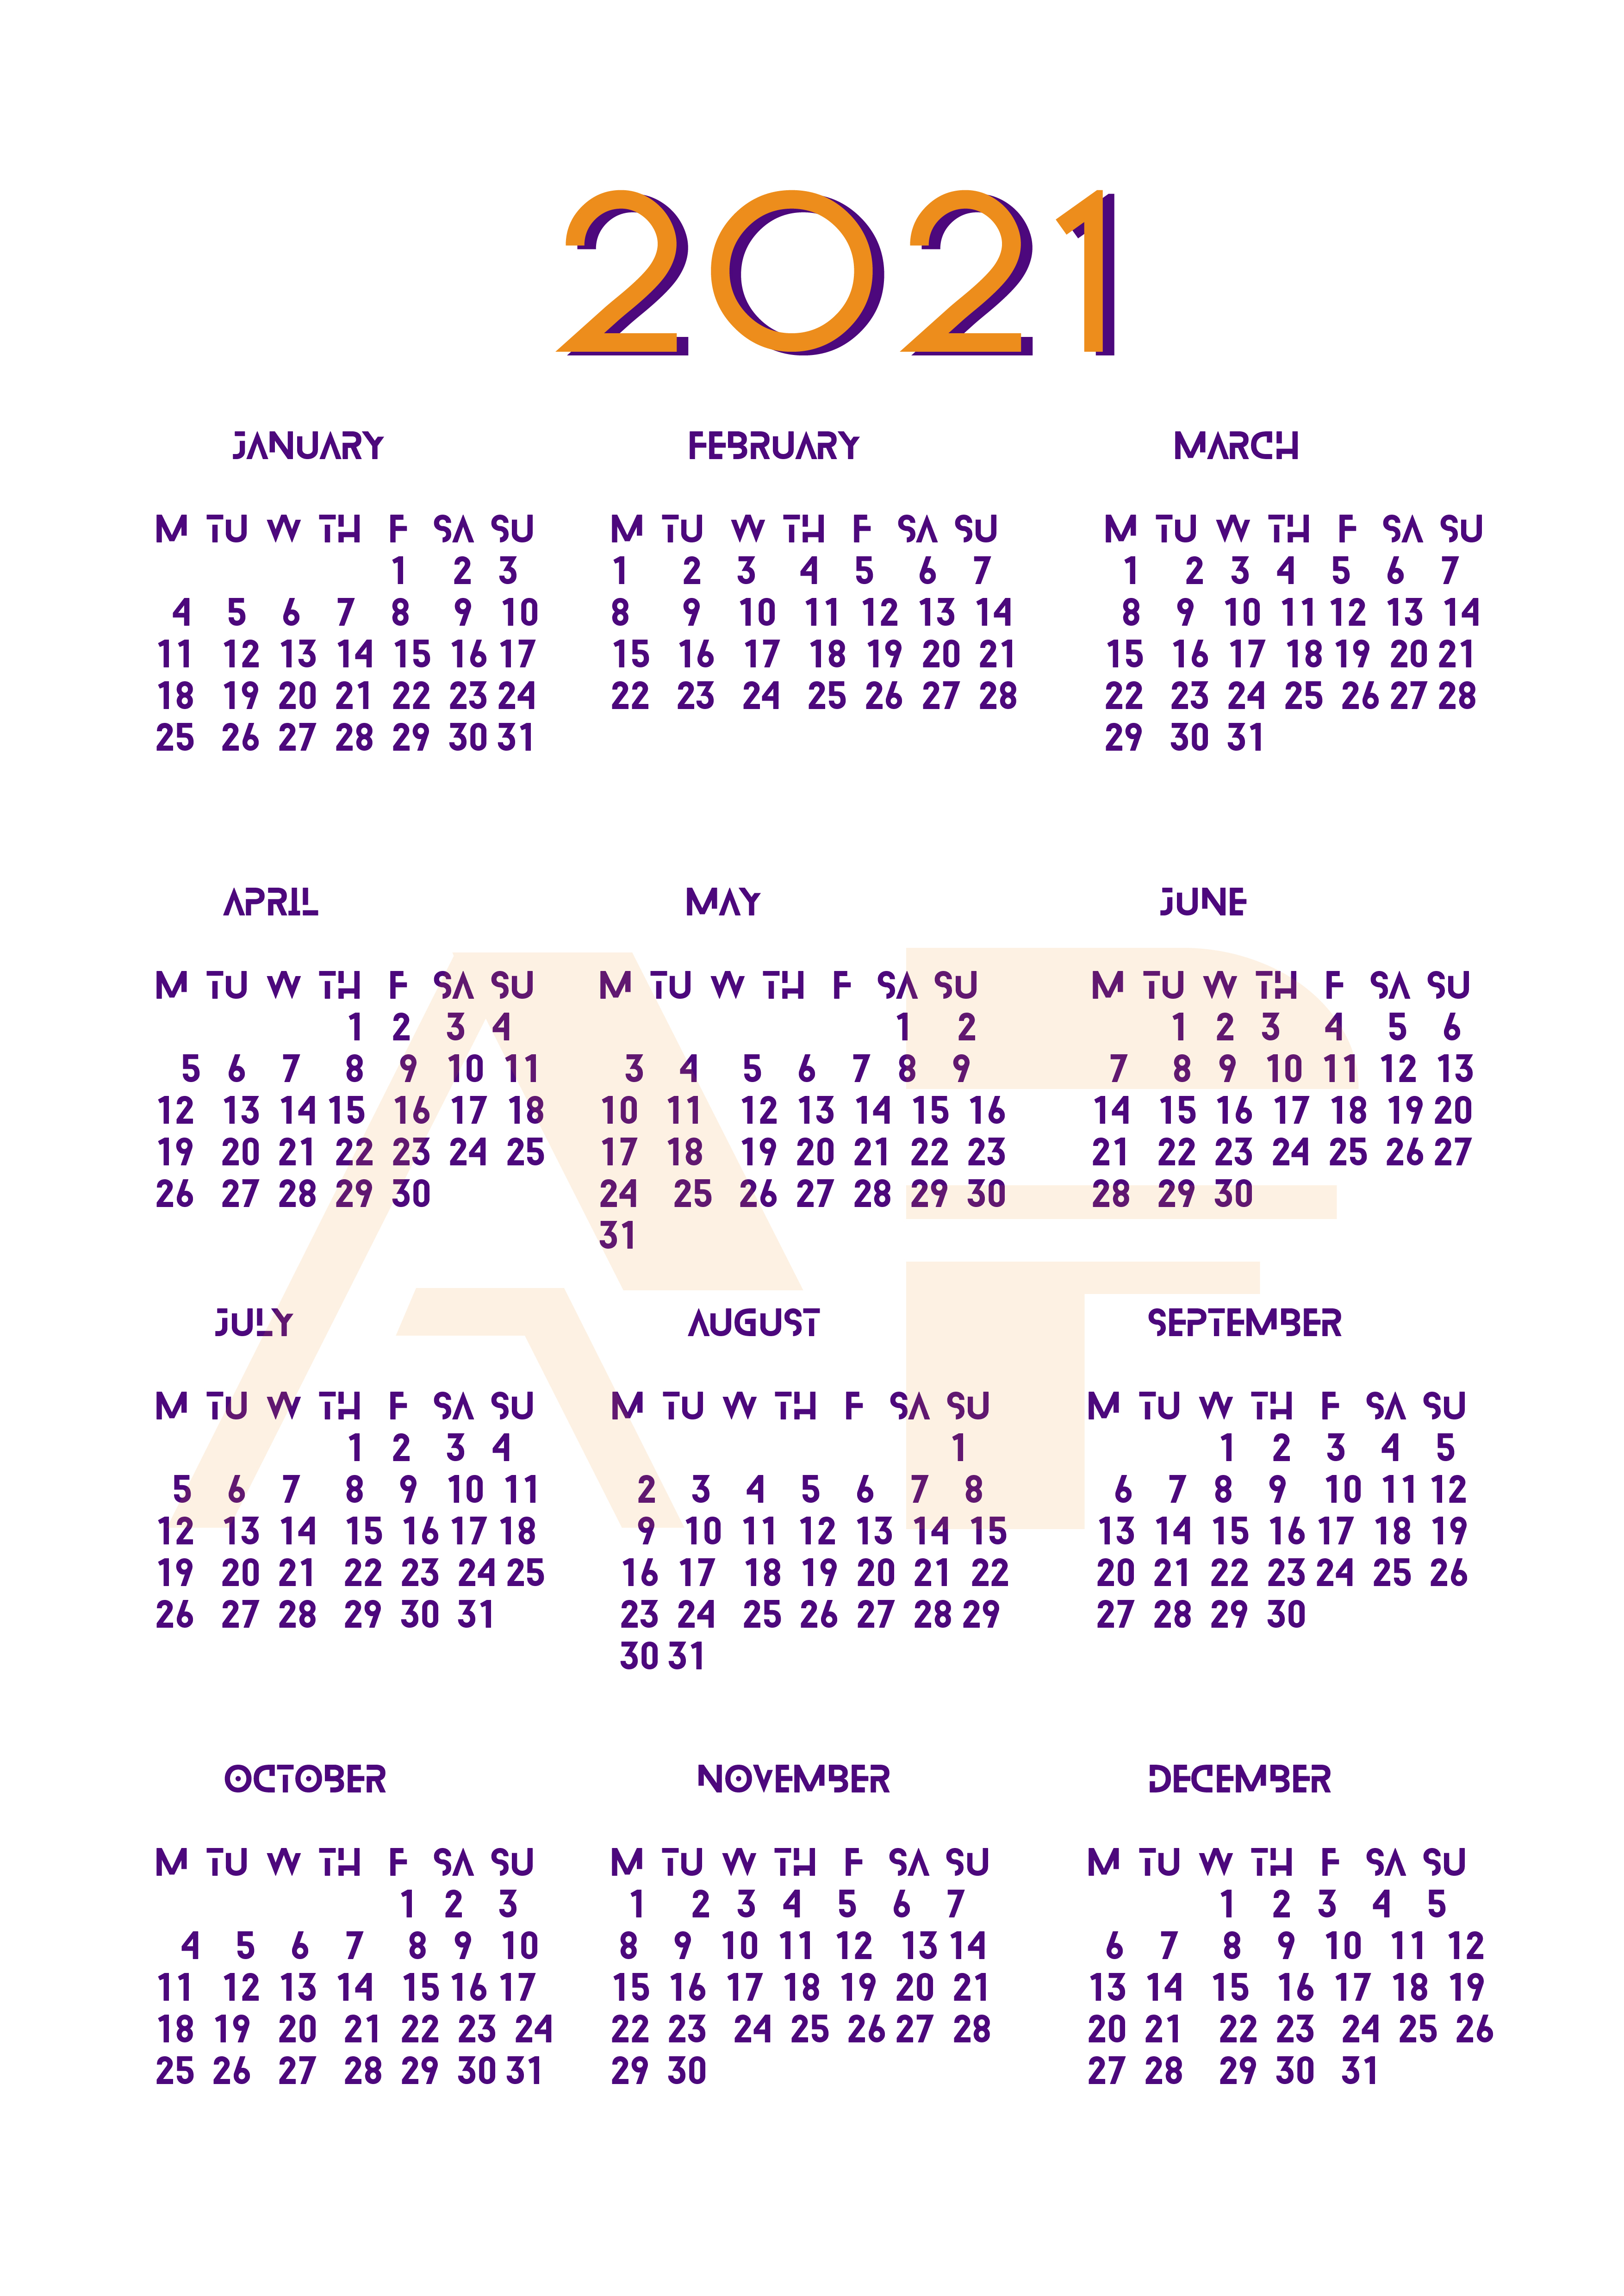 2021
JANUARY
M TU W TH F SA SU
1 2 3
4 5 6 7 8 9 10
11 12 13 14 15 16 17
18 19 20 21 22 23 24
25 26 27 28 29 30 31
FEBRUARY
M TU W TH F SA SU
1 2 3 4 5 6 7
8 9 10 11 12 13 14
15 16 17 18 19 20 21
22 23 24 25 26 27 28
MARCH
M TU W TH F SA SU
1 2 3 4 5 6 7
8 9 10 11 12 13 14
15 16 17 18 19 20 21
22 23 24 25 26 27 28
29 30 31
APRIL
M TU W TH F SA SU
1 2 3 4
5 6 7 8 9 10 11
12 13 14 15 16 17 18
19 20 21 22 23 24 25
26 27 28 29 30
MAY
M TU W TH F SA SU
1 2
3 4 5 6 7 8 9
10 11 12 13 14 15 16
17 18 19 20 21 22 23
24 25 26 27 28 29 30
31
JUNE
M TU W TH F SA SU
1 2 3 4 5 6
7 8 9 10 11 12 13
14 15 16 17 18 19 20
21 22 23 24 25 26 27
28 29 30
AP
JULY
M TU W TH F SA SU
1 2 3 4
5 6 7 8 9 10 11
12 13 14 15 16 17 18
19 20 21 22 23 24 25
26 27 28 29 30 31
AUGUST
M TU W TH F SA SU
1
2 3 4 5 6 7 8
9 10 11 12 13 14 15
16 17 18 19 20 21 22
23 24 25 26 27 28 29
30 31
SEPTEMBER
M TU W TH F SA SU
1 2 3 4 5
6 7 8 9 10 11 12
13 14 15 16 17 18 19
20 21 22 23 24 25 26
27 28 29 30
OCTOBER
M TU W TH F SA SU
1 2 3
4 5 6 7 8 9 10
11 12 13 14 15 16 17
18 19 20 21 22 23 24
25 26 27 28 29 30 31
NOVEMBER
M TU W TH F SA SU
1 2 3 4 5 6 7
8 9 10 11 12 13 14
15 16 17 18 19 20 21
22 23 24 25 26 27 28
29 30
DECEMBER
M TU W TH F SA SU
1 2 3 4 5
6 7 8 9 10 11 12
13 14 15 16 17 18 19
20 21 22 23 24 25 26
27 28 29 30 31